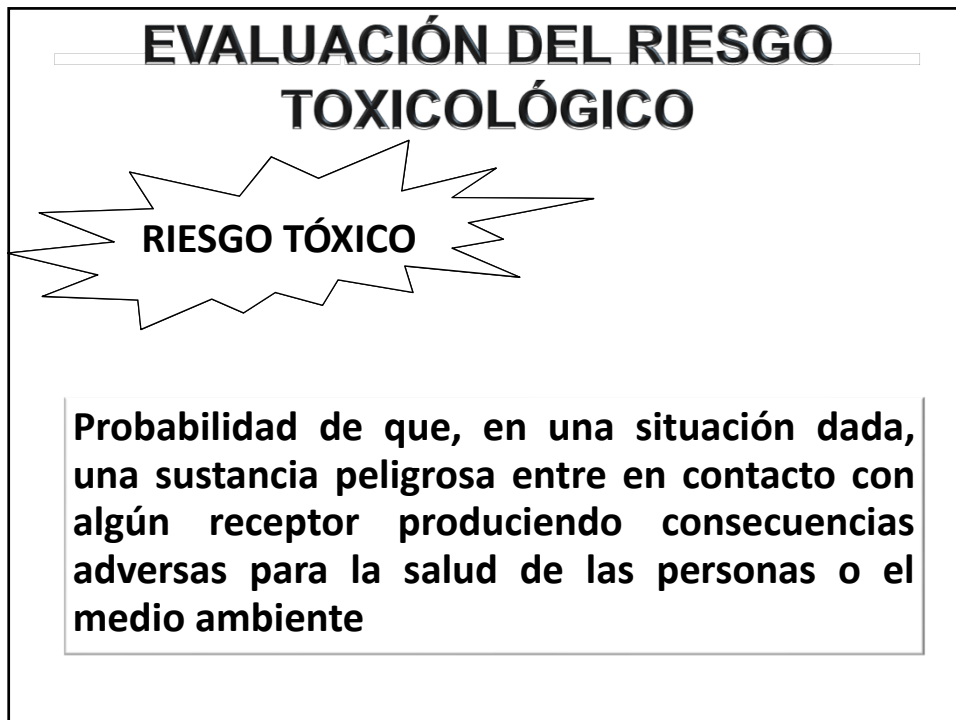 EVALUACIÓN DEL RIESGO
TOXICOLÓGICO
RIESGO TÓXICO
Probabilidad de que, en una situación dada,
una sustancia peligrosa entre en contacto con
algún receptor produciendo consecuencias
adversas para la salud de las personas o el
medio ambiente